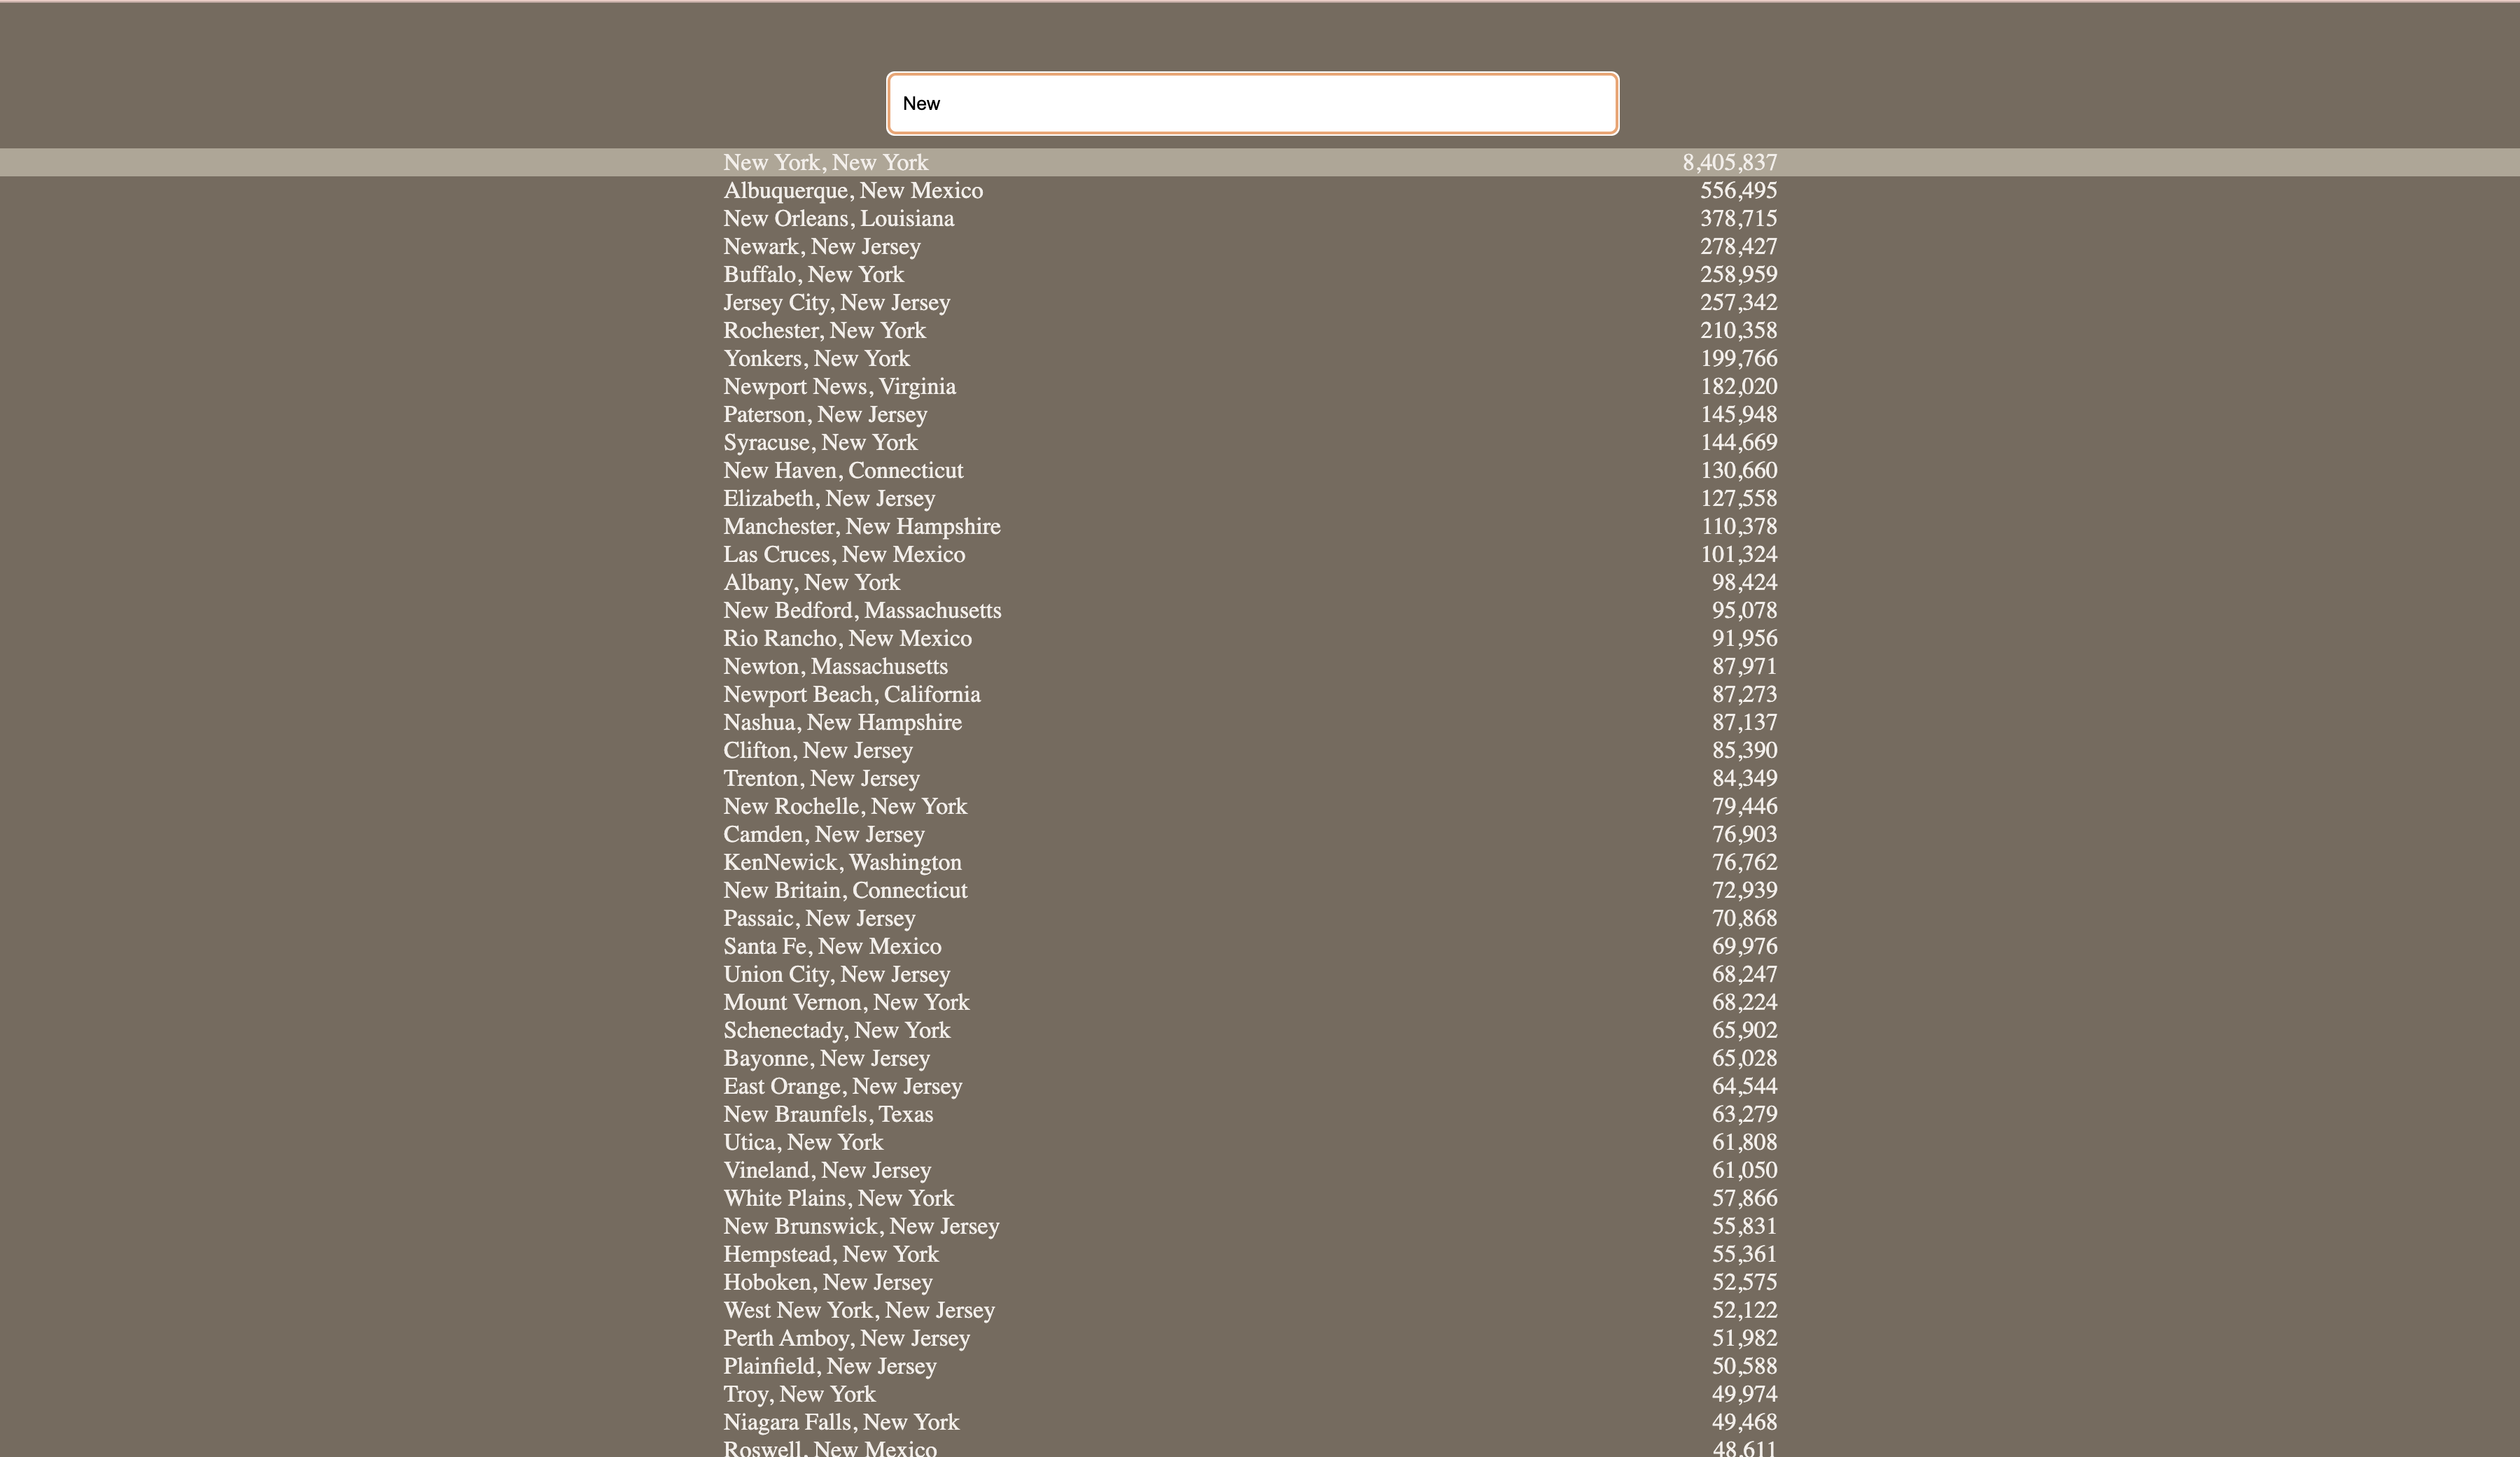 New
New York, New York 8,405,837
Albuquerque, New Mexico 556,495
New Orleans, Louisiana 378,715
Newark, New Jersey 278,427
Buffalo, New York 258,959
Jersey City, New Jersey 257,342
Rochester, New York 210,358
Yonkers, New York 199,766
Newport News, Virginia 182,020
Paterson, New Jersey 145,948
Syracuse, New York 144,669
New Haven, Connecticut 130,660
Elizabeth, New Jersey 127,558
Manchester, New Hampshire 110,378
Las Cruces, New Mexico 101,324
Albany, New York 98,424
New Bedford, Massachusetts 95,078
Rio Rancho, New Mexico 91,956
Newton, Massachusetts 87,971
Newport Beach, California 87,273
Nashua, New Hampshire 87,137
Clifton, New Jersey 85,390
Trenton, New Jersey 84,349
New Rochelle, New York 79,446
Camden, New Jersey 76,903
KenNewick, Washington 76,762
New Britain, Connecticut 72,939
Passaic, New Jersey 70,868
Santa Fe, New Mexico 69,976
Union City, New Jersey 68,247
Mount Vernon, New York 68,224
Schenectady, New York 65,902
Bayonne, New Jersey 65,028
East Orange, New Jersey 64,544
New Braunfels, Texas 63,279
Utica, New York 61,808
Vineland, New Jersey 61,050
White Plains, New York 57,866
New Brunswick, New Jersey 55,831
Hempstead, New York 55,361
Hoboken, New Jersey 52,575
West New York, New Jersey 52,122
Perth Amboy, New Jersey 51,982
Plainfield, New Jersey 50,588
Troy, New York 49,974
Niagara Falls, New York 49,468
Roswell, New Mexico 48,611